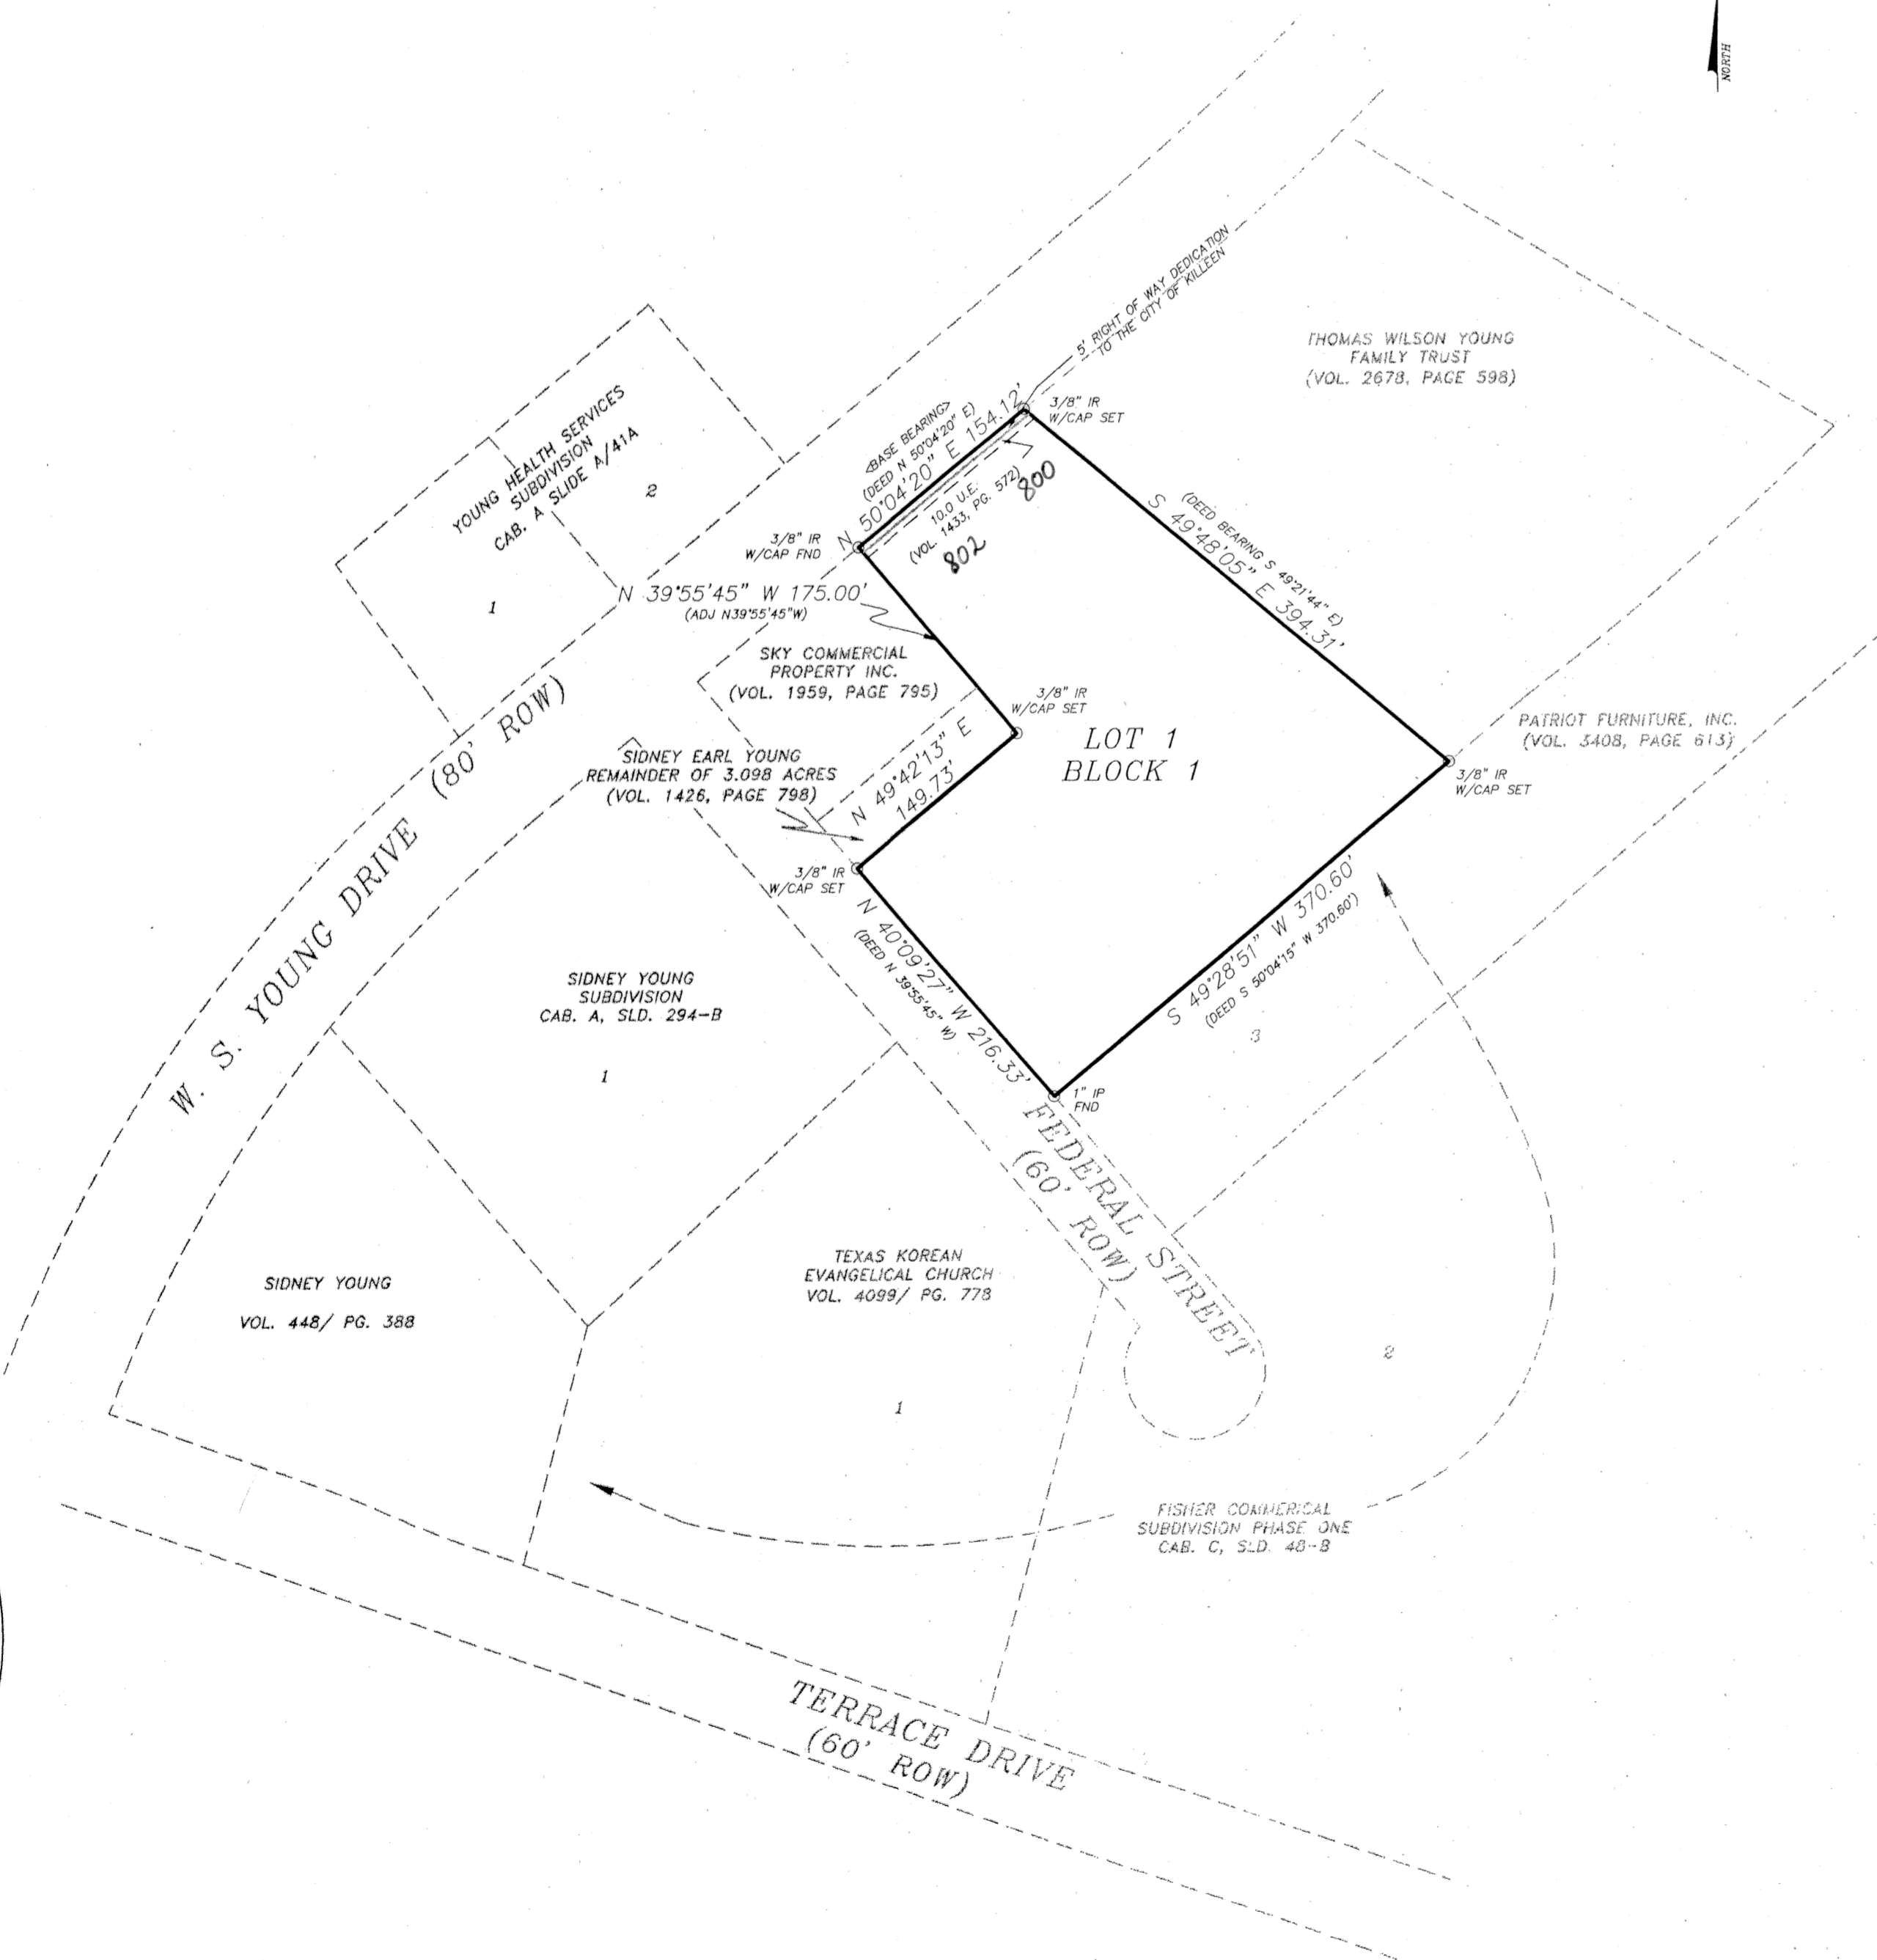 NORTH
5' RIGHT OF WAY DEDICATION
TO THE CITY OF KILLEEN
THOMAS WILSON YOUNG
FAMILY TRUST
(VOL. 2678, PAGE 598)
YOUNG HEALTH SERVICES
SUBDIVISION
CAB. A SLIDE A/41A
2
1
<BASE BEARING>
(DEED N 50°04'20" E)
N 50°04'20" E 154.12'
10.0 U.E.
(VOL. 1433, PG. 572)
800
802
3/8" IR
W/CAP SET
3/8" IR
W/CAP FND
(DEED BEARING S 49°21'44" E)
S 49°48'05" E 394.31'
N 39°55'45" W 175.00'
(ADJ N39°55'45"W)
SKY COMMERCIAL
PROPERTY INC.
(VOL. 1959, PAGE 795)
3/8" IR
W/CAP SET
LOT 1
BLOCK 1
PATRIOT FURNITURE, INC.
(VOL. 3408, PAGE 613)
3/8" IR
W/CAP SET
W. S. YOUNG DRIVE (80' ROW)
SIDNEY EARL YOUNG
REMAINDER OF 3.098 ACRES
(VOL. 1426, PAGE 798)
N 49°42'13" E
149.73'
3/8" IR
W/CAP SET
N 40°09'27" W 216.33'
(DEED N 39°55'45" W)
S 49°28'51" W 370.60'
(DEED S 50°04'15" W 370.60')
3
SIDNEY YOUNG
SUBDIVISION
CAB. A, SLD. 294-B
1
1" IP
FND
FEDERAL STREET
(60' ROW)
SIDNEY YOUNG
VOL. 448/ PG. 388
TEXAS KOREAN
EVANGELICAL CHURCH
VOL. 4099/ PG. 778
1
2
FISHER COMMERICAL
SUBDIVISION PHASE ONE
CAB. C, SLD. 48-B
TERRACE DRIVE
(60' ROW)